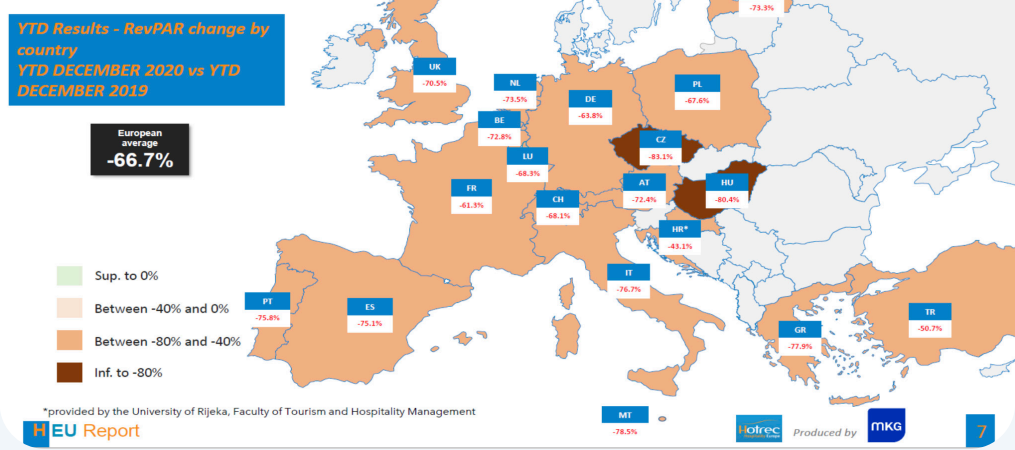 YTD Results - RevPAR change by
country
YTD DECEMBER 2020 vs YTD
DECEMBER 2019
European
average
-66.7%
-73.3%
UK
-70.5%
NL
-73.5%
DE
-63.8%
PL
-67.6%
BE
-72.8%
CZ
-83.1%
LU
-68.3%
FR
-61.5%
CH
-68.1%
AT
-72.4%
HU
-80.4%
HR*
-43.1%
IT
-76.7%
PT
-75.8%
ES
-75.1%
GR
-77.9%
TR
-50.7%
MT
-78.5%
Sup. to 0%
Between -40% and 0%
Between -80% and -40%
Inf. to -80%
*provided by the University of Rijeka, Faculty of Tourism and Hospitality Management
H EU Report
Hotrec
Hospitality Europe
Produced by
MKG
7